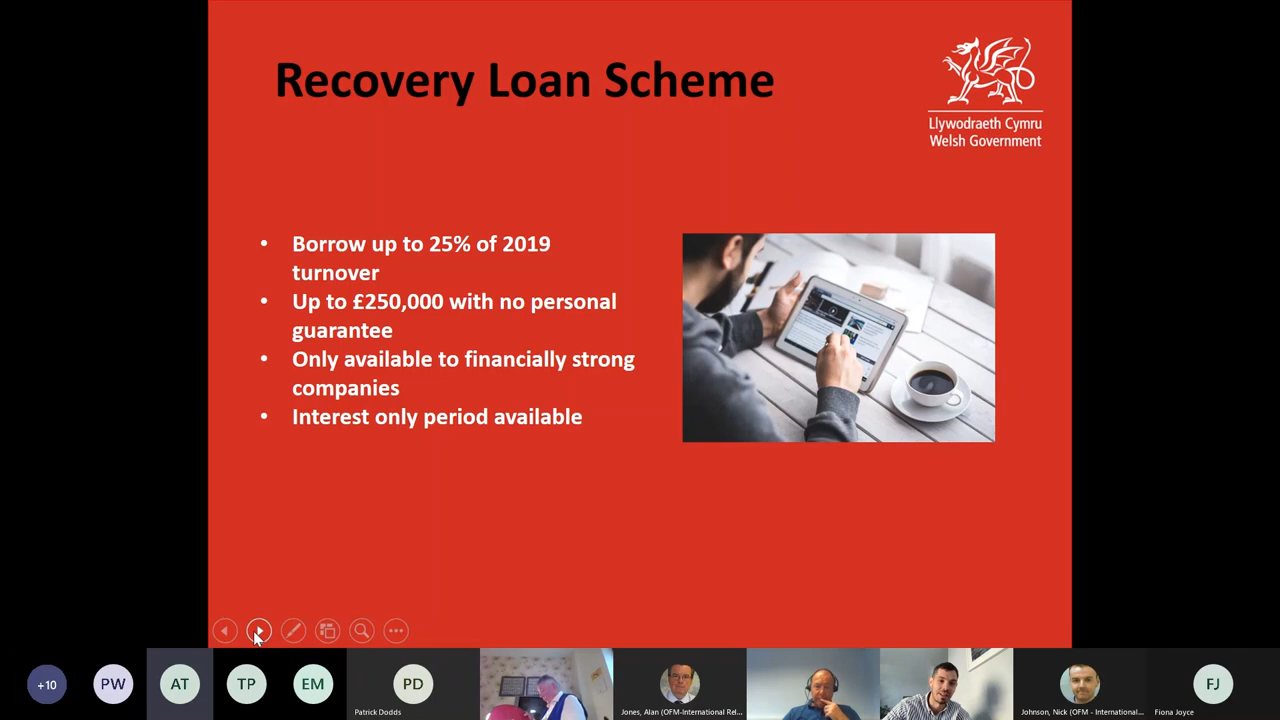 Recovery Loan Scheme
Llywodraeth Cymru
Welsh Government
• Borrow up to 25% of 2019
turnover
• Up to £250,000 with no personal
guarantee
• Only available to financially strong
companies
• Interest only period available
+10
PW
AT
TP
EM
PD
Patrick Dodds
Jones, Alan (OFM-International Rel...
Johnson, Nick (OFM - International...
FJ
Fiona Joyce